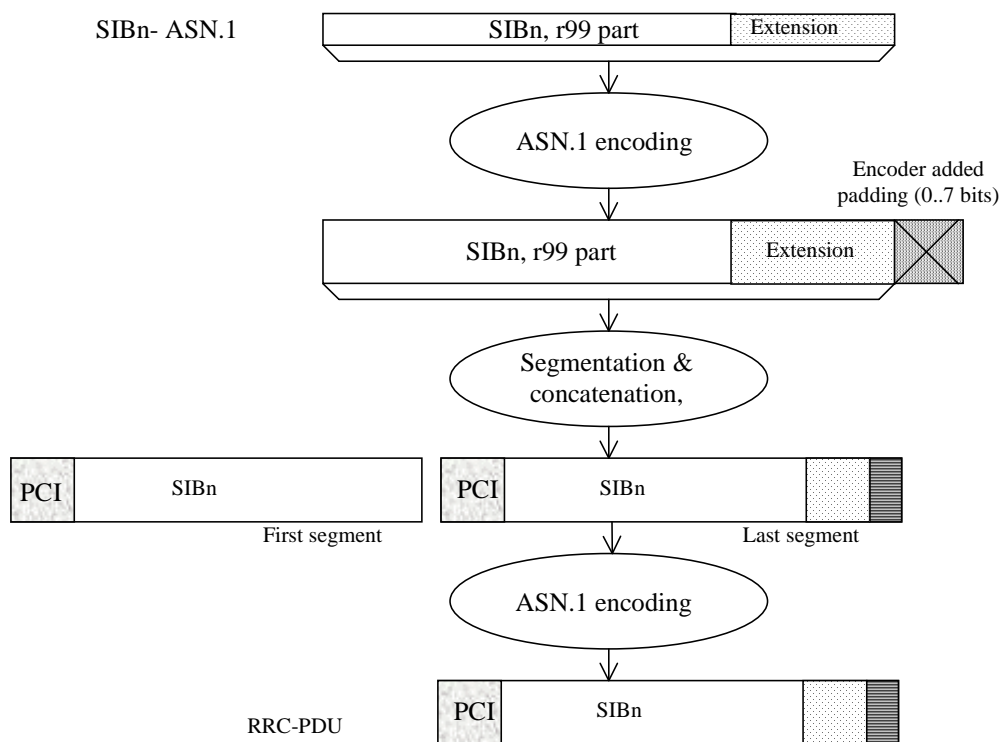 SIBn- ASN.1
SIBn, r99 part
Extension
ASN.1 encoding
Encoder added
padding (0..7 bits)
SIBn, r99 part
Extension
Segmentation &
concatenation,
PCI
SIBn
PCI
SIBn
First segment
Last segment
ASN.1 encoding
PCI
SIBn
RRC-PDU